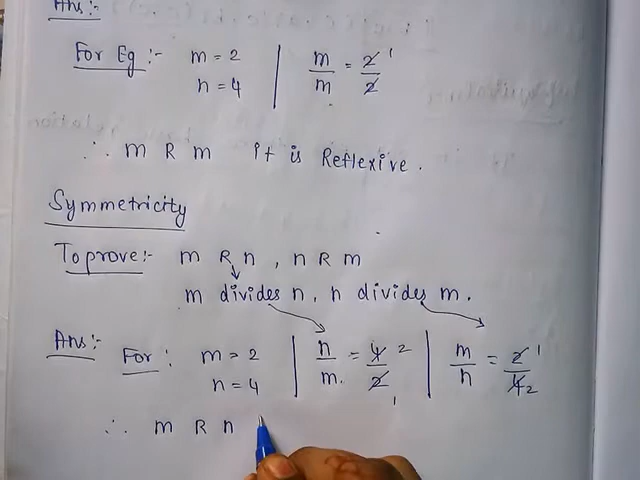 Ans:-
For Eg :- m = 2 | m/m = 2/2 1
n = 4
∴ m R m It is Reflexive.
Symmetricity
To prove:- m R n , n R m
m divides n, n divides m.
Ans:- For: m = 2 | n/m. = 4/2 2 1 | m/n = 2/4 1 2
n = 4
∴ m R n